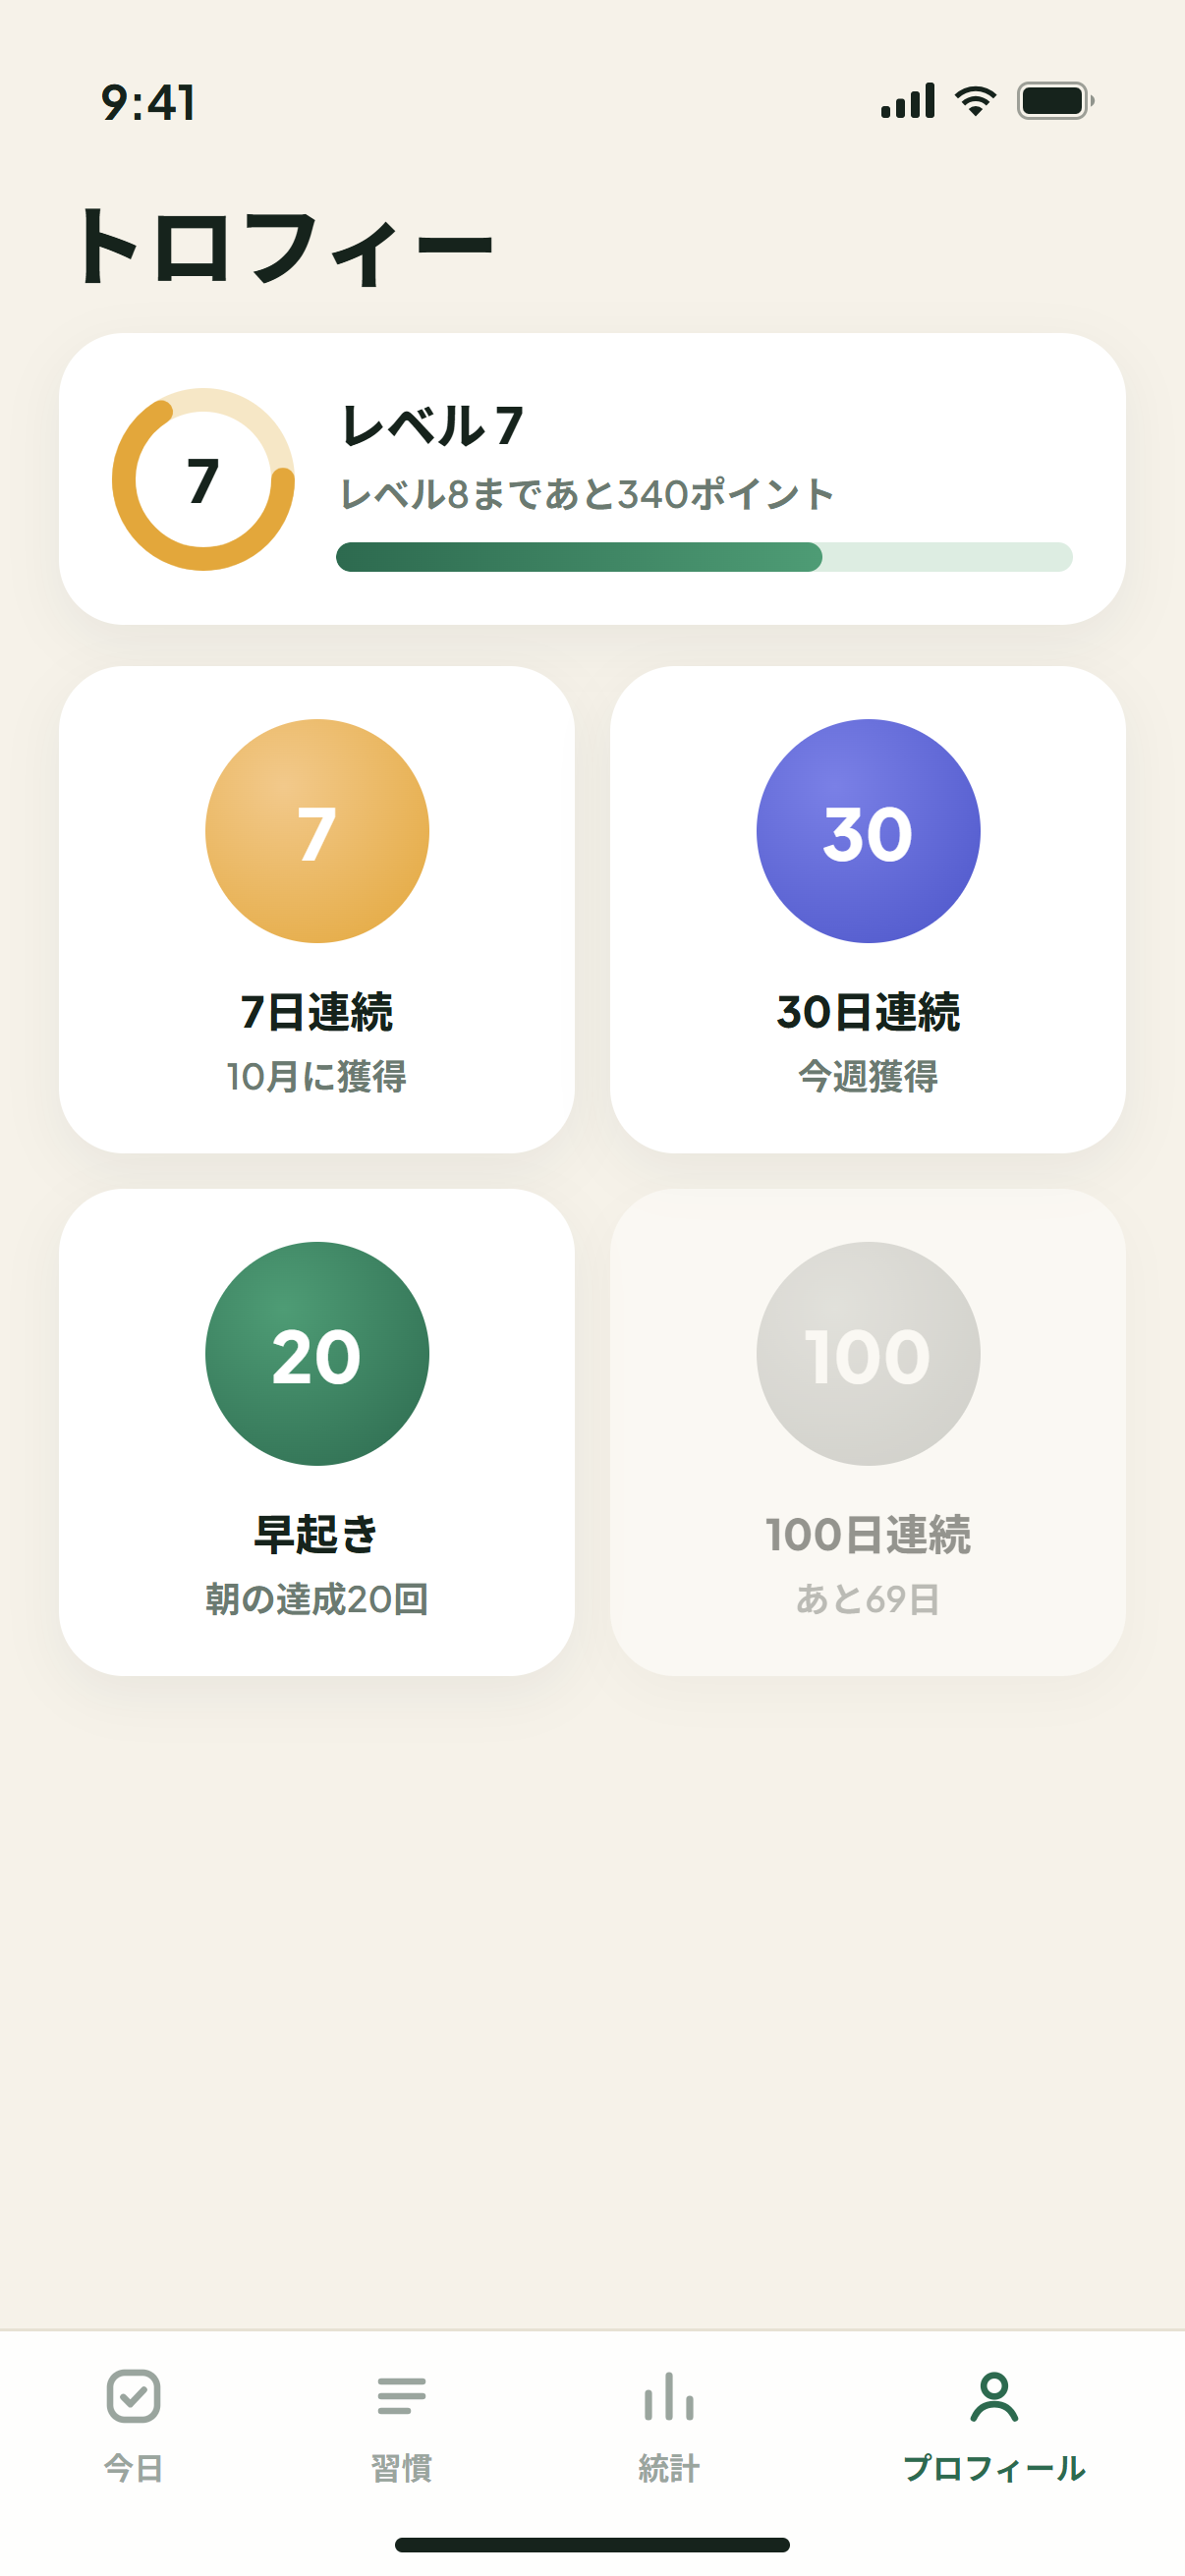 9:41
トロフィー
7
レベル 7
レベル8まであと340ポイント
7
7日連続
10月に獲得
30
30日連続
今週獲得
20
早起き
朝の達成20回
100
100日連続
あと69日
今日
習慣
統計
プロフィール